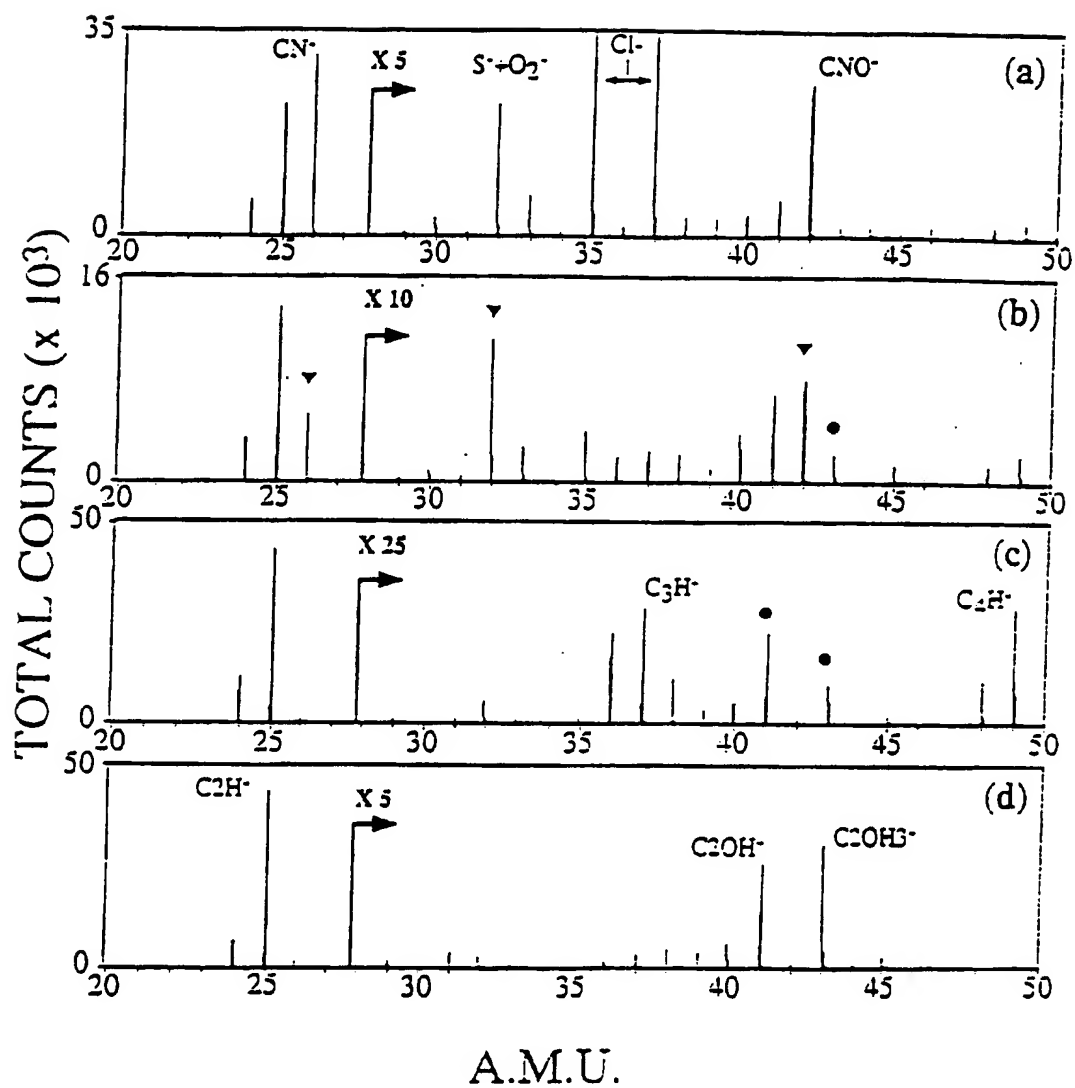 TOTAL COUNTS (x 10³)
35
CN-
X 5
S-+O2-
Cl-
CNO-
(a)
0
20 25 30 35 40 45 50
16
X 10
(b)
0
20 25 30 35 40 45 50
50
X 25
C3H-
C4H-
(c)
0
20 25 30 35 40 45 50
50
C2H-
X 5
C2OH-
C2OH3-
(d)
0
20 25 30 35 40 45 50
A.M.U.